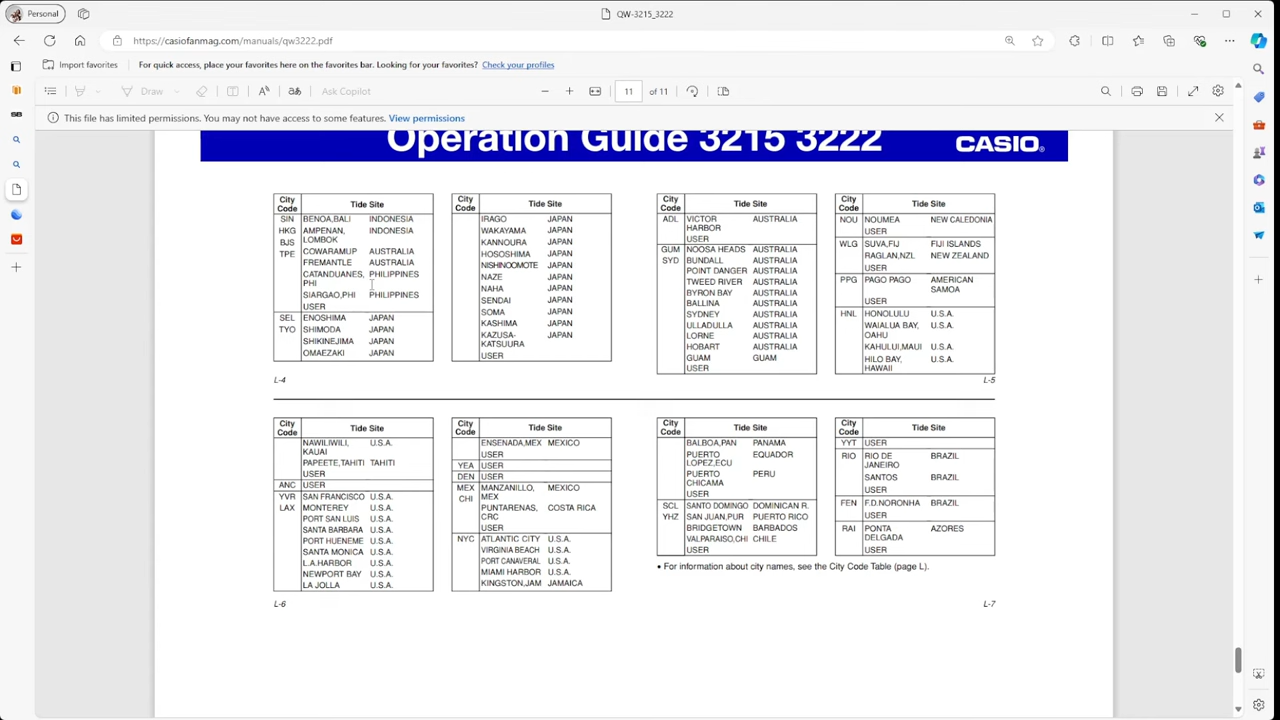 Personal
QW-3215_3222
https://casiofanmag.com/manuals/qw3222.pdf
Import favorites
For quick access, place your favorites here on the favorites bar. Looking for your favorites? Check your profiles
Draw
Ask Copilot
11 of 11
This file has limited permissions. You may not have access to some features. View permissions
Operation Guide 3215 3222
CASIO
City Code Tide Site
SIN BENOA,BALI INDONESIA
HKG AMPENAN, LOMBOK INDONESIA
BJS COWARAMUP AUSTRALIA
TPE FREMANTLE AUSTRALIA
CATANDUANES, PHI PHILIPPINES
SIARGAO,PHI PHILIPPINES
USER
SEL ENOSHIMA JAPAN
TYO SHIMODA JAPAN
SHIKINEJIMA JAPAN
OMAEZAKI JAPAN
City Code Tide Site
IRAGO JAPAN
WAKAYAMA JAPAN
KANNOURA JAPAN
HOSOSHIMA JAPAN
NISHINOOMOTE JAPAN
NAZE JAPAN
NAHA JAPAN
SENDAI JAPAN
SOMA JAPAN
KASHIMA JAPAN
KAZUSA-KATSUURA JAPAN
USER
L-4
City Code Tide Site
ADL VICTOR HARBOR AUSTRALIA
USER
GUM NOOSA HEADS AUSTRALIA
SYD BUNDALL AUSTRALIA
POINT DANGER AUSTRALIA
TWEED RIVER AUSTRALIA
BYRON BAY AUSTRALIA
BALLINA AUSTRALIA
SYDNEY AUSTRALIA
ULLADULLA AUSTRALIA
LORNE AUSTRALIA
HOBART AUSTRALIA
GUAM GUAM
USER
City Code Tide Site
NOU NOUMEA NEW CALEDONIA
USER
WLG SUVA,FIJ FIJI ISLANDS
RAGLAN,NZL NEW ZEALAND
USER
PPG PAGO PAGO AMERICAN SAMOA
USER
HNL HONOLULU U.S.A.
WAIALUA BAY, OAHU U.S.A.
KAHULUI,MAUI U.S.A.
HILO BAY, HAWAII U.S.A.
L-5
City Code Tide Site
NAWILIWILI, KAUAI U.S.A.
PAPEETE,TAHITI TAHITI
USER
ANC USER
YVR SAN FRANCISCO U.S.A.
LAX MONTEREY U.S.A.
PORT SAN LUIS U.S.A.
SANTA BARBARA U.S.A.
PORT HUENEME U.S.A.
SANTA MONICA U.S.A.
L.A.HARBOR U.S.A.
NEWPORT BAY U.S.A.
LA JOLLA U.S.A.
City Code Tide Site
ENSENADA,MEX MEXICO
USER
YEA USER
DEN USER
MEX MANZANILLO, MEX MEXICO
CHI PUNTARENAS, CRC COSTA RICA
USER
NYC ATLANTIC CITY U.S.A.
VIRGINIA BEACH U.S.A.
PORT CANAVERAL U.S.A.
MIAMI HARBOR U.S.A.
KINGSTON,JAM JAMAICA
L-6
City Code Tide Site
BALBOA,PAN PANAMA
PUERTO LOPEZ,ECU EQUADOR
PUERTO CHICAMA PERU
USER
SCL SANTO DOMINGO DOMINICAN R.
YHZ SAN JUAN,PUR PUERTO RICO
BRIDGETOWN BARBADOS
VALPARAISO,CHI CHILE
USER
City Code Tide Site
YYT USER
RIO RIO DE JANEIRO BRAZIL
SANTOS BRAZIL
USER
FEN F.D.NORONHA BRAZIL
USER
RAI PONTA DELGADA AZORES
USER
• For information about city names, see the City Code Table (page L).
L-7